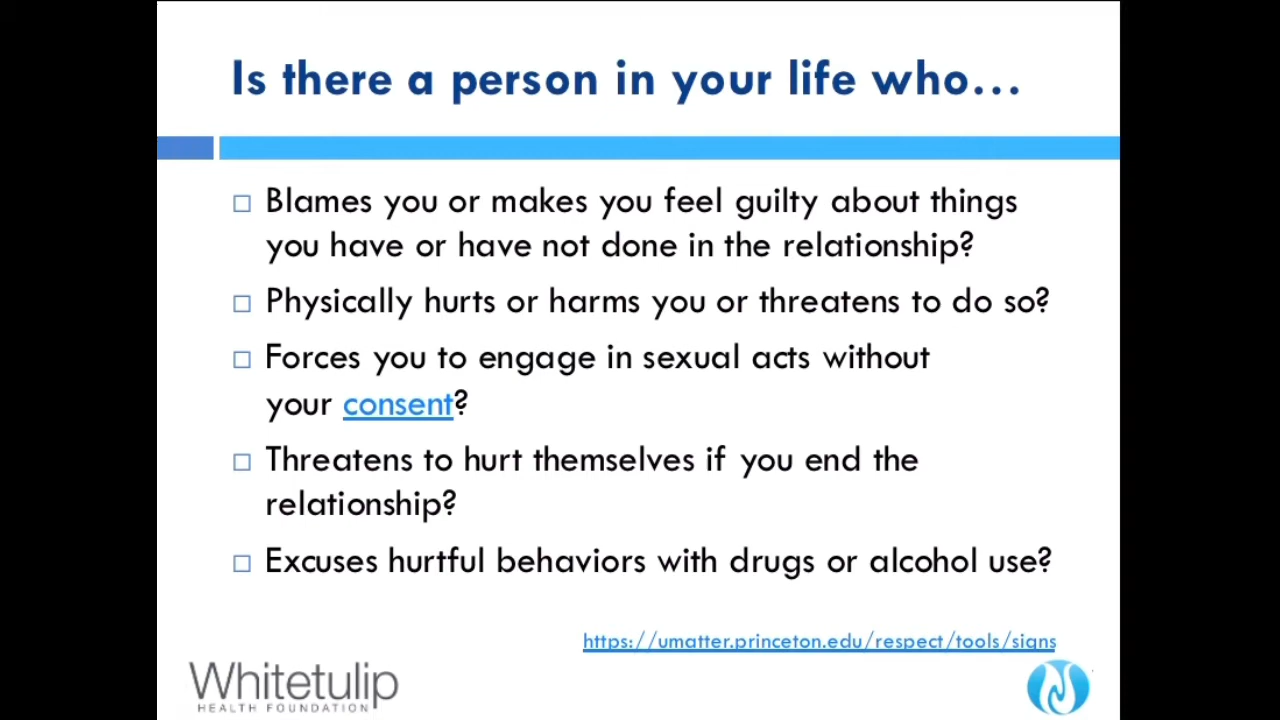 Is there a person in your life who...
Blames you or makes you feel guilty about things
you have or have not done in the relationship?
Physically hurts or harms you or threatens to do so?
Forces you to engage in sexual acts without
your consent?
Threatens to hurt themselves if you end the
relationship?
Excuses hurtful behaviors with drugs or alcohol use?
https://umatter.princeton.edu/respect/tools/signs
Whitetulip
HEALTH FOUNDATION